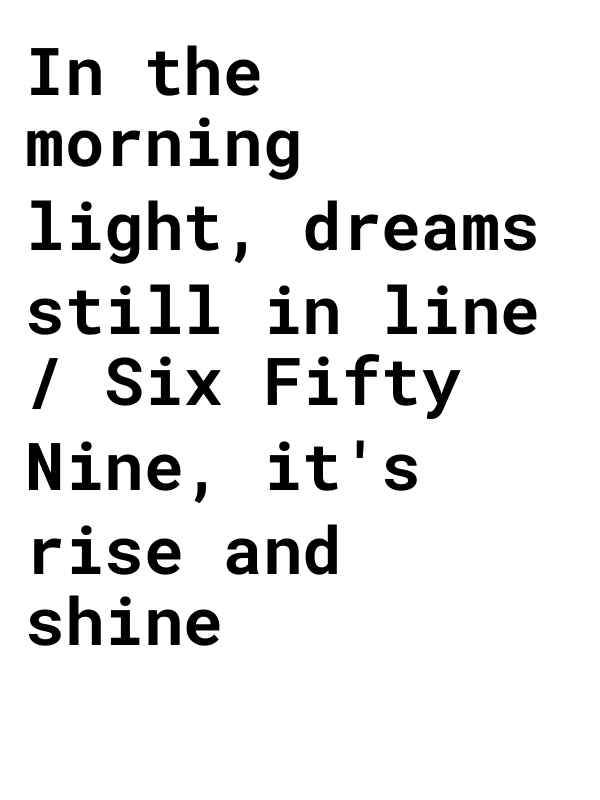 In the
morning
light, dreams
still in line
/ Six Fifty
Nine, it's
rise and
shine